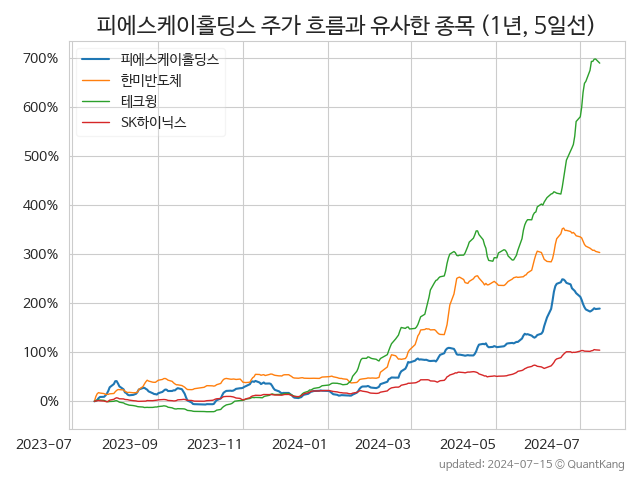 피에스케이홀딩스 주가 흐름과 유사한 종목 (1년, 5일선)
피에스케이홀딩스
한미반도체
테크윙
SK하이닉스
700%
600%
500%
400%
300%
200%
100%
0%
2023-07
2023-09
2023-11
2024-01
2024-03
2024-05
2024-07
updated: 2024-07-15 © QuantKang